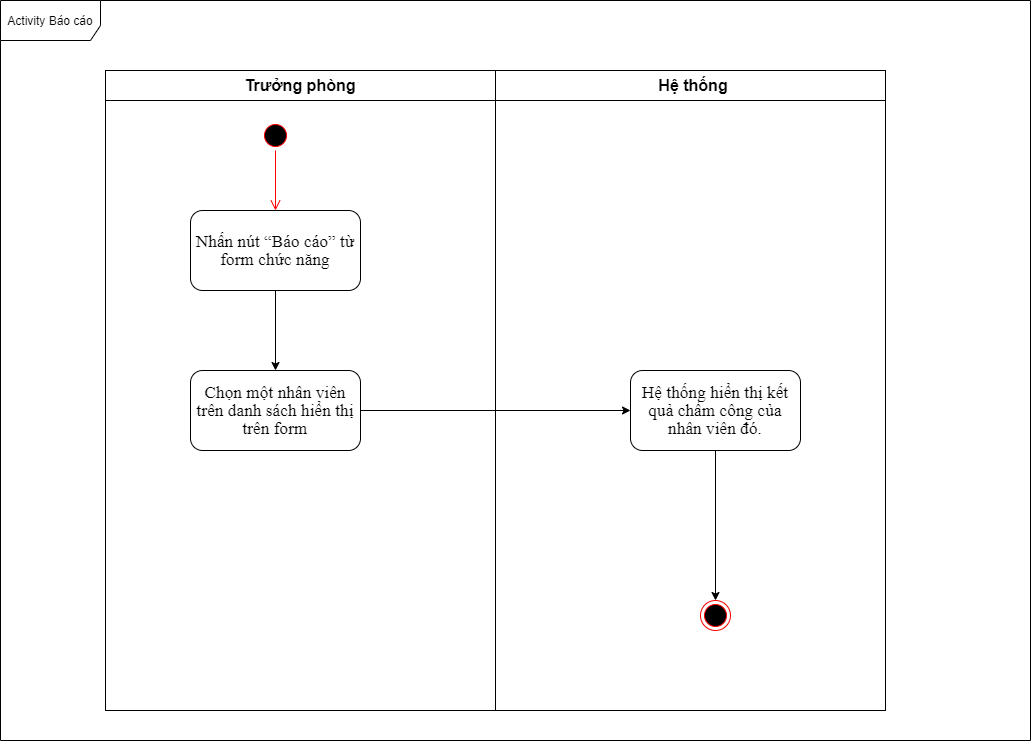 Activity Báo cáo
Trưởng phòng
Hệ thống
Nhấn nút “Báo cáo” từ
form chức năng
Chọn một nhân viên
trên danh sách hiển thị
trên form
Hệ thống hiển thị kết
quả chấm công của
nhân viên đó.